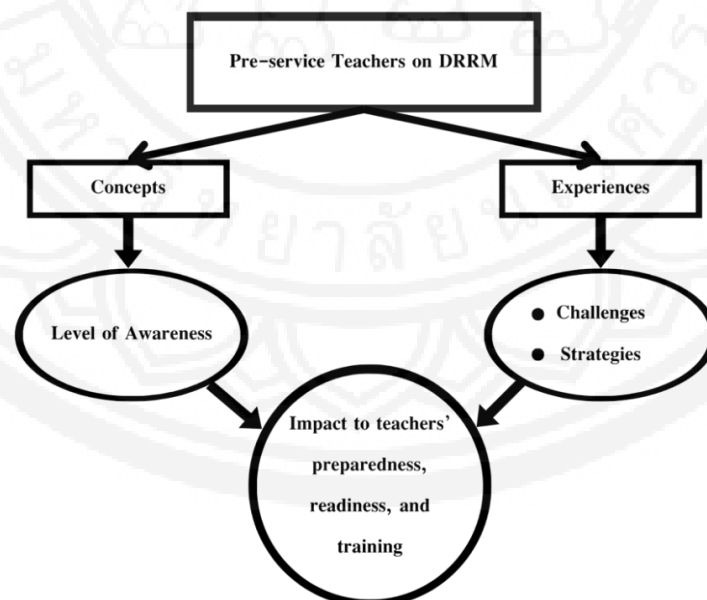 Pre-service Teachers on DRRM
Concepts
Experiences
Level of Awareness
● Challenges
● Strategies
Impact to teachers'
preparedness,
readiness, and
training